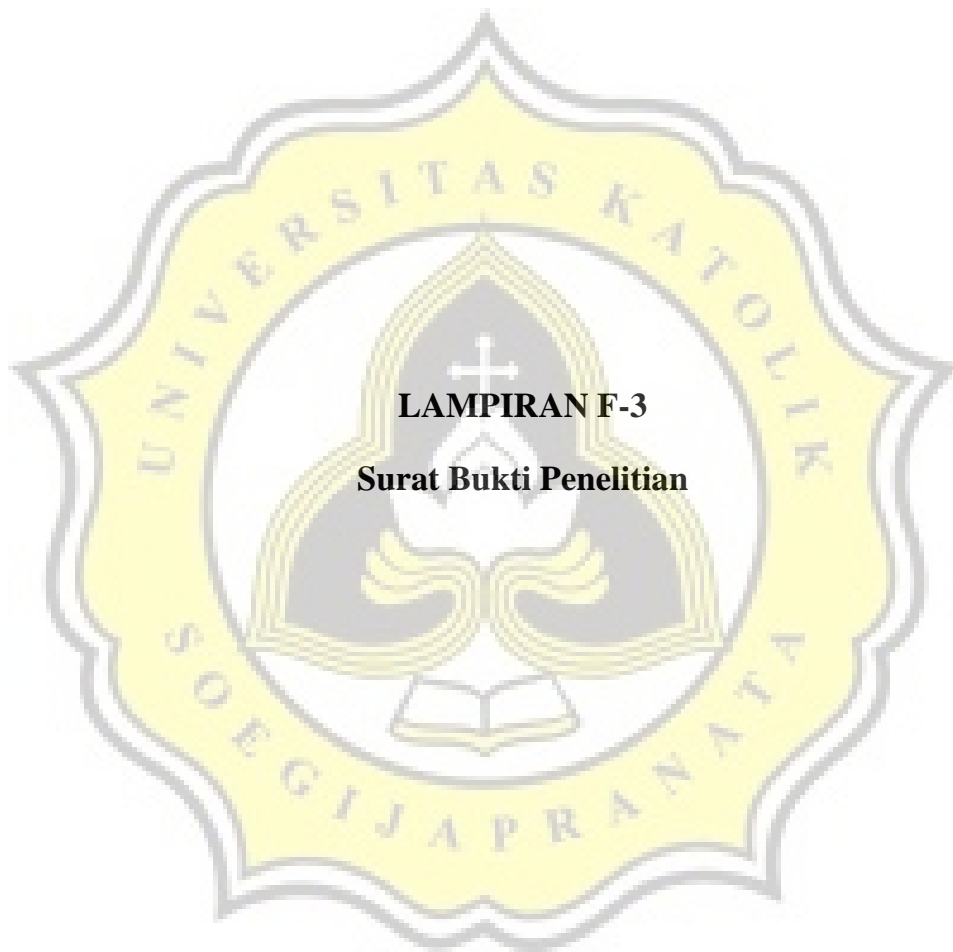 UNIVERSITAS KATOLIK
LAMPIRAN F-3
Surat Bukti Penelitian
SOEGIJAPRANATA